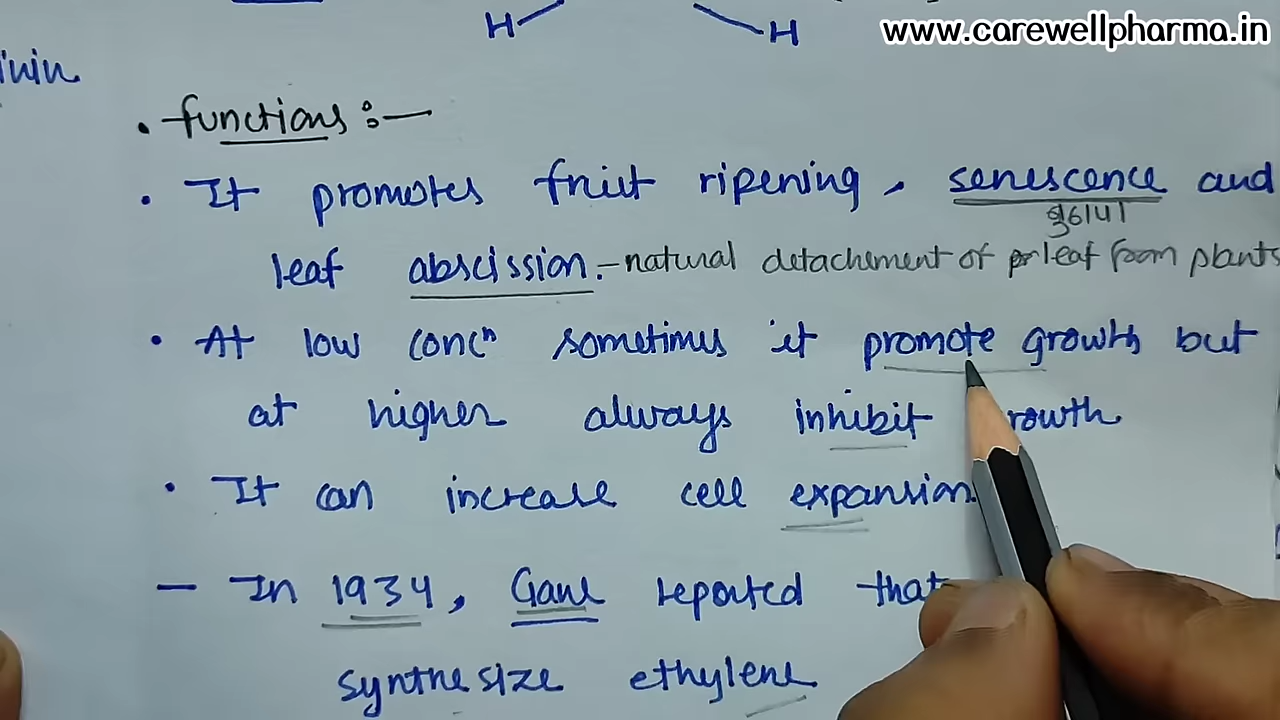 www.carewellpharma.in
H H
inin
• functions :—
• It promotes fruit ripening, senescence and
बुढ़ापा
leaf abscission. - natural detachement of leaf from plants
• At low concⁿ sometimes it promote growth but
at higher always inhibit rowth
• It can increase cell expansion.
— In 1934, Gane reported that
synthesize ethylene